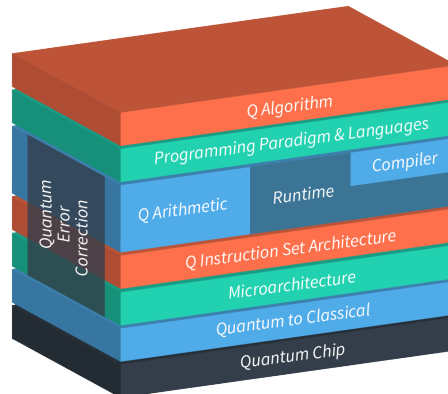 Q Algorithm
Programming Paradigm & Languages
Q Arithmetic
Runtime
Compiler
Quantum
Error
Correction
Q Instruction Set Architecture
Microarchitecture
Quantum to Classical
Quantum Chip